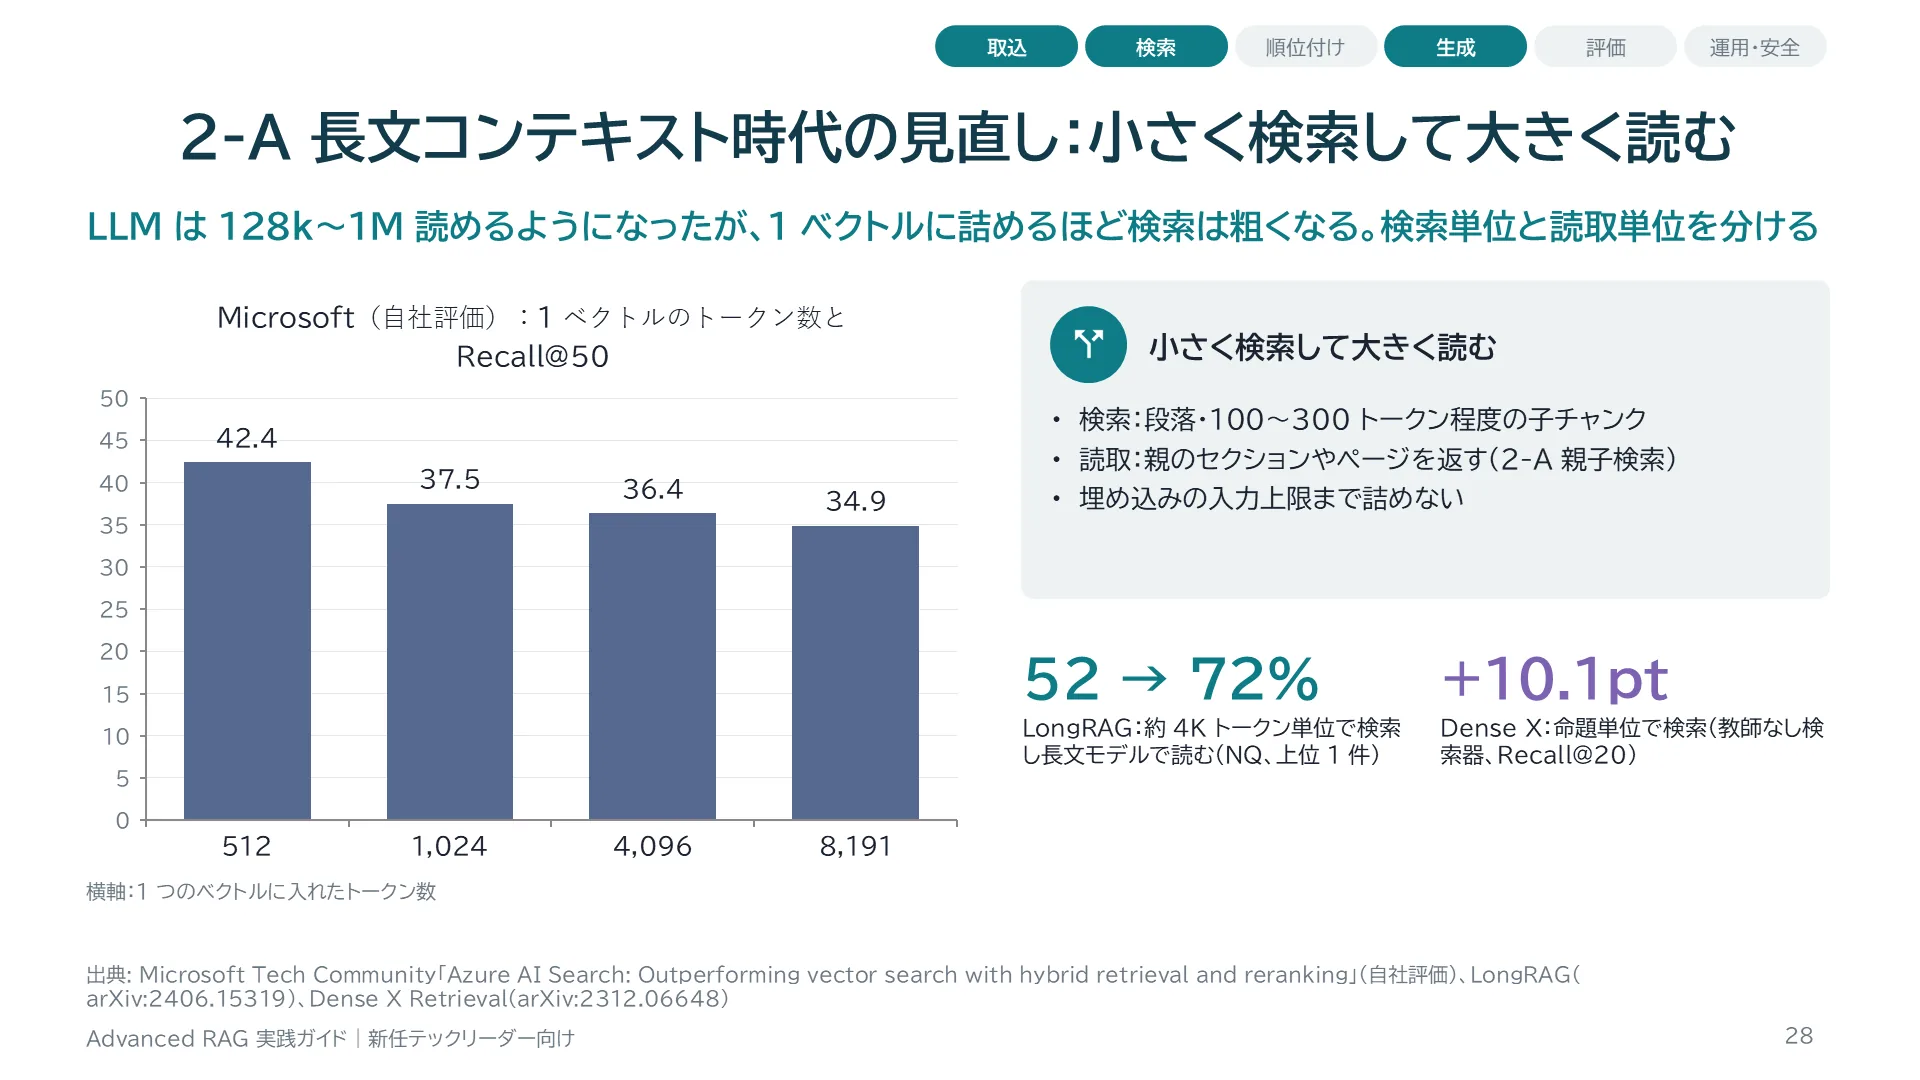 取込
検索
順位付け
生成
評価
運用・安全
2-A 長文コンテキスト時代の見直し：小さく検索して大きく読む
LLM は 128k～1M 読めるようになったが、1 ベクトルに詰めるほど検索は粗くなる。検索単位と読取単位を分ける
Microsoft（自社評価）：1 ベクトルのトークン数と
Recall@50
50
45
40
35
30
25
20
15
10
5
0
42.4
37.5
36.4
34.9
512
1,024
4,096
8,191
横軸：1 つのベクトルに入れたトークン数
小さく検索して大きく読む
• 検索：段落・100～300 トークン程度の子チャンク
• 読取：親のセクションやページを返す（2-A 親子検索）
• 埋め込みの入力上限まで詰めない
52 → 72%
LongRAG：約 4K トークン単位で検索
し長文モデルで読む（NQ、上位 1 件）
+10.1pt
Dense X：命題単位で検索（教師なし検
索器、Recall@20）
出典: Microsoft Tech Community「Azure AI Search: Outperforming vector search with hybrid retrieval and reranking」（自社評価）、LongRAG（
arXiv:2406.15319）、Dense X Retrieval（arXiv:2312.06648）
Advanced RAG 実践ガイド｜新任テックリーダー向け
28